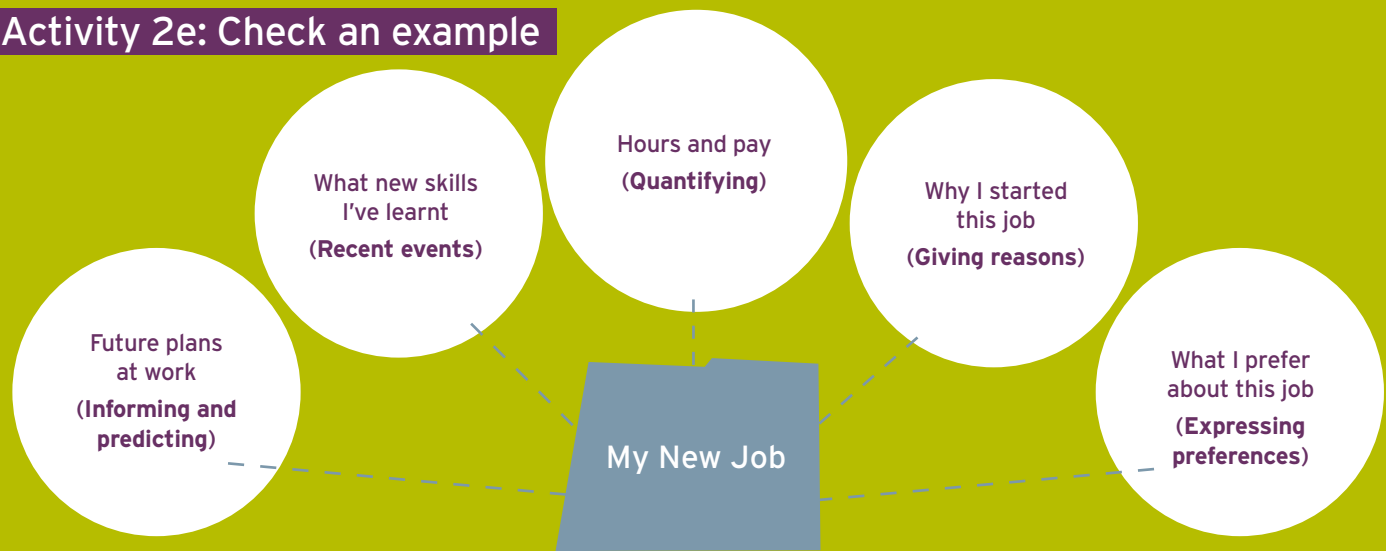 Activity 2e: Check an example
Future plans
at work
(Informing and
predicting)
What new skills
I've learnt
(Recent events)
Hours and pay
(Quantifying)
Why I started
this job
(Giving reasons)
What I prefer
about this job
(Expressing
preferences)
My New Job